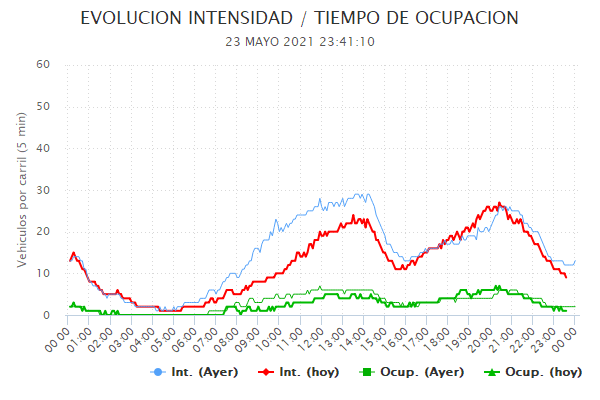 EVOLUCION INTENSIDAD / TIEMPO DE OCUPACION
23 MAYO 2021 23:41:10
Vehiculos por carril (5 min)
60
50
40
30
20
10
0
00:00 01:00 02:00 03:00 04:00 05:00 06:00 07:00 08:00 09:00 10:00 11:00 12:00 13:00 14:00 15:00 16:00 17:00 18:00 19:00 20:00 21:00 22:00 23:00 00:00
Int. (Ayer) Int. (hoy) Ocup. (Ayer) Ocup. (hoy)